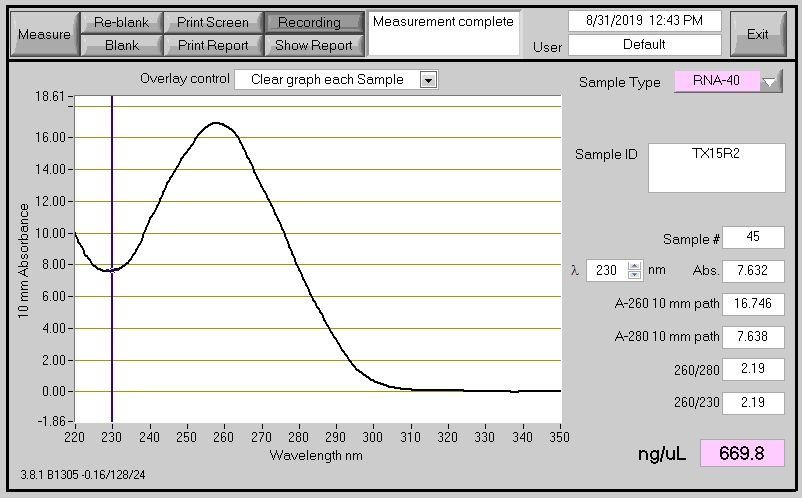 Measure
Re-blank
Print Screen
Recording
Measurement complete
8/31/2019 12:43 PM
Exit
Blank
Print Report
Show Report
User
Default
Overlay control
Clear graph each Sample
Sample Type
RNA-40
Sample ID
TX15R2
Sample #
45
λ
230
nm
Abs.
7.632
A-260 10 mm path
16.746
A-280 10 mm path
7.638
260/280
2.19
260/230
2.19
ng/uL
669.8
10 mm Absorbance
18.61
16.00
14.00
12.00
10.00
8.00
6.00
4.00
2.00
0.00
-1.86
220 230 240 250 260 270 280 290 300 310 320 330 340 350
Wavelength nm
3.8.1 B1305 -0.16/128/24